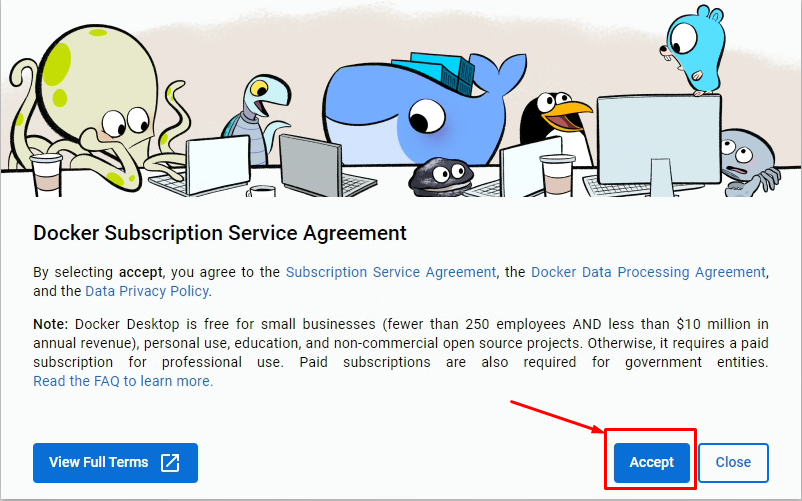 Docker Subscription Service Agreement
By selecting accept, you agree to the Subscription Service Agreement, the Docker Data Processing Agreement,
and the Data Privacy Policy.
Note: Docker Desktop is free for small businesses (fewer than 250 employees AND less than $10 million in
annual revenue), personal use, education, and non-commercial open source projects. Otherwise, it requires a paid
subscription for professional use. Paid subscriptions are also required for government entities.
Read the FAQ to learn more.
View Full Terms
Accept
Close